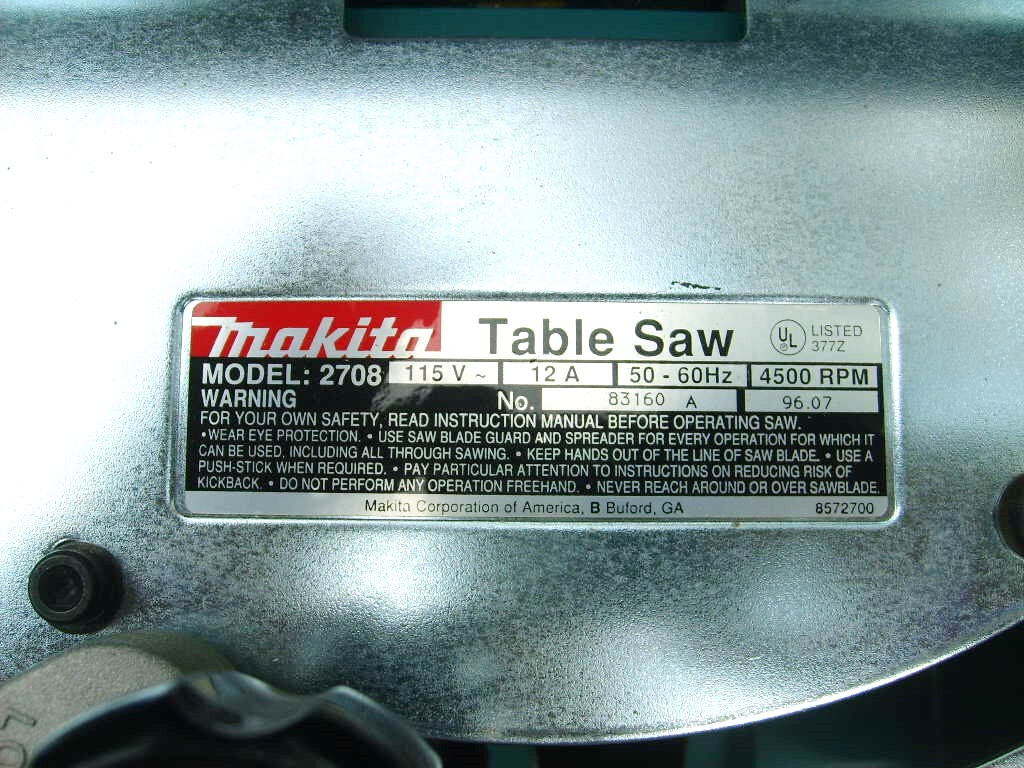 makita Table Saw UL LISTED 377Z
MODEL: 2708 115 V ~ 12 A 50 - 60Hz 4500 RPM
WARNING No. 83160 A 96.07
FOR YOUR OWN SAFETY, READ INSTRUCTION MANUAL BEFORE OPERATING SAW.
•WEAR EYE PROTECTION. • USE SAW BLADE GUARD AND SPREADER FOR EVERY OPERATION FOR WHICH IT
CAN BE USED, INCLUDING ALL THROUGH SAWING. • KEEP HANDS OUT OF THE LINE OF SAW BLADE. • USE A
PUSH-STICK WHEN REQUIRED. • PAY PARTICULAR ATTENTION TO INSTRUCTIONS ON REDUCING RISK OF
KICKBACK. • DO NOT PERFORM ANY OPERATION FREEHAND. • NEVER REACH AROUND OR OVER SAWBLADE.
Makita Corporation of America, B Buford, GA 8572700